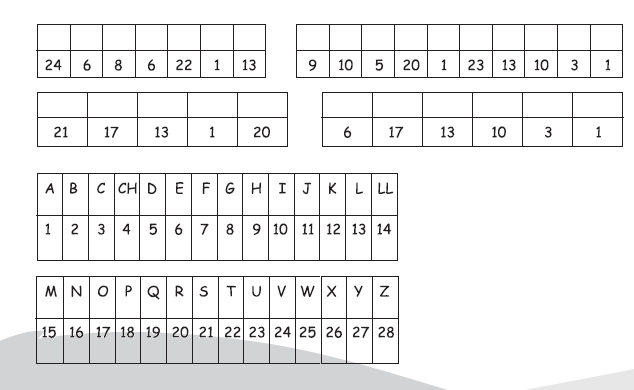 24 6 8 6 22 1 13 9 10 5 20 1 23 13 10 3 1
21 17 13 1 20 6 17 13 10 3 1
A B C CH D E F G H I J K L LL
1 2 3 4 5 6 7 8 9 10 11 12 13 14
M N O P Q R S T U V W X Y Z
15 16 17 18 19 20 21 22 23 24 25 26 27 28